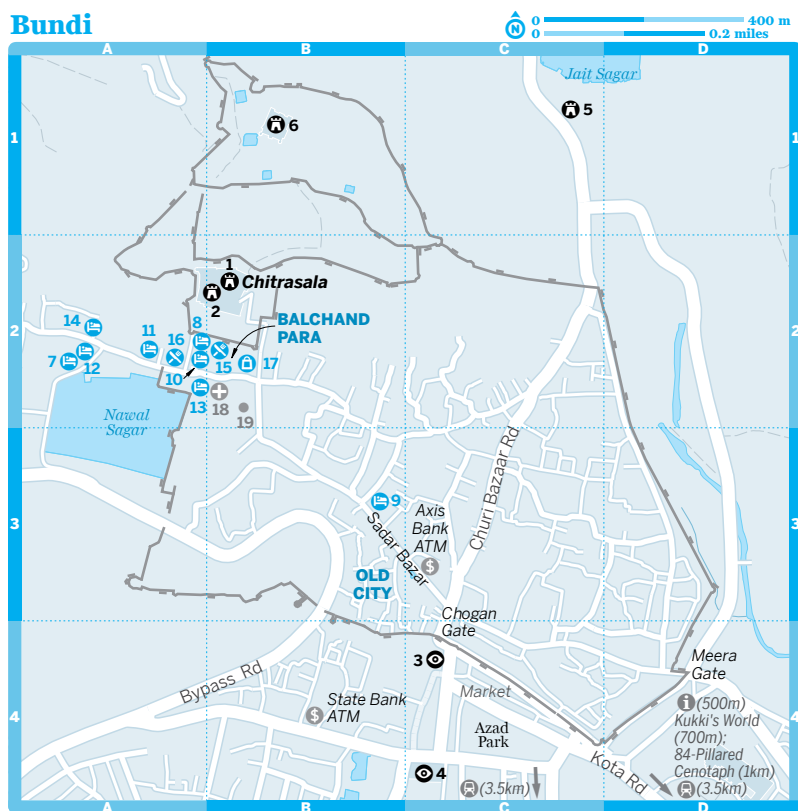 Bundi
N
0 400 m
0 0.2 miles
A B C D
Jait Sagar
1 1
5
6
1
Chitrasala
2
BALCHAND
PARA
14
11
16
8
2 2
7
12
10
15
17
13
18
19
Nawal
Sagar
Churi Bazaar Rd
9
3 3
Axis
Bank
ATM
$
Sadar Bazar
OLD
CITY
Chogan
Gate
3
Meera
Gate
Bypass Rd
Market
State Bank
ATM
$
4 4
Azad
Park
i (500m)
Kukki's World
(700m);
84-Pillared
Cenotaph (1km)
(3.5km)
Kota Rd
4
(3.5km)
A B C D